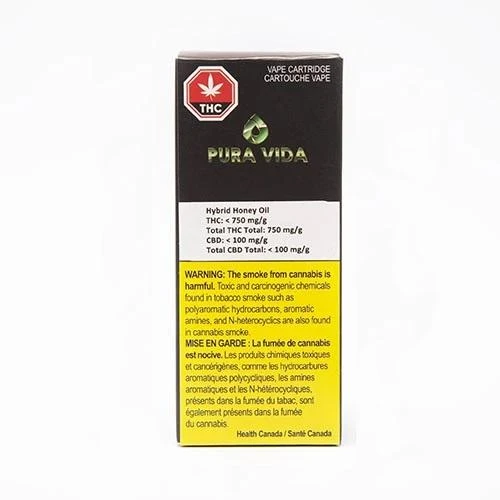 VAPE CARTRIDGE
CARTOUCHE VAPE
THC
PURA VIDA
Hybrid Honey Oil
THC: < 750 mg/g
Total THC Total: 750 mg/g
CBD: < 100 mg/g
Total CBD Total: < 100 mg/g
WARNING: The smoke from cannabis is
harmful. Toxic and carcinogenic chemicals
found in tobacco smoke such as
polyaromatic hydrocarbons, aromatic
amines, and N-heterocyclics are also found
in cannabis smoke.
MISE EN GARDE : La fumée de cannabis
est nocive. Les produits chimiques toxiques
et cancérigènes, comme les hydrocarbures
aromatiques polycycliques, les amines
aromatiques et les N-hétérocycliques,
présents dans la fumée du tabac, sont
également présents dans la fumée
du cannabis.
Health Canada / Santé Canada